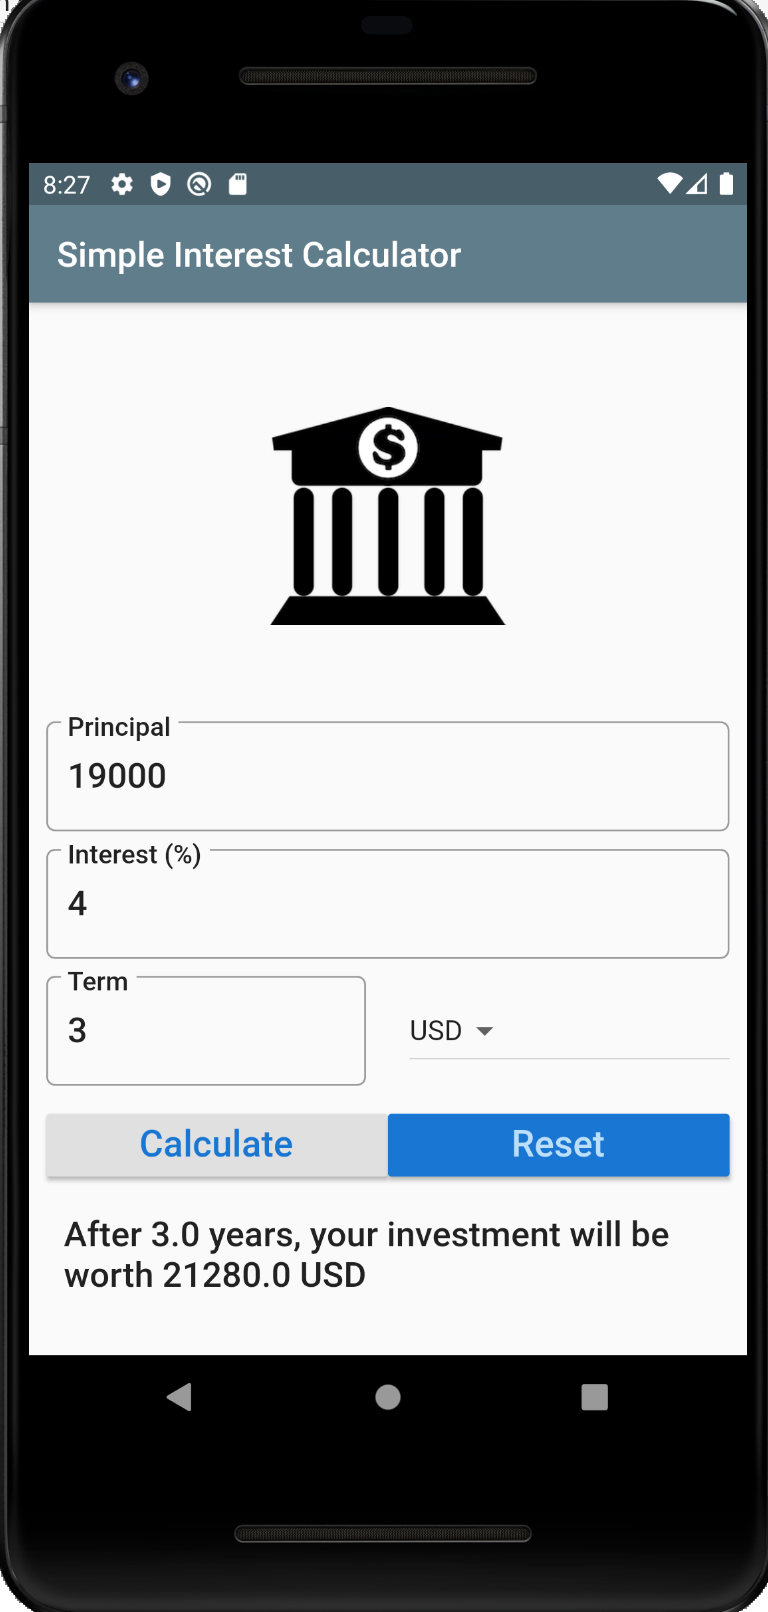 8:27
Simple Interest Calculator
$
Principal
19000
Interest (%)
4
Term
3
USD
Calculate
Reset
After 3.0 years, your investment will be
worth 21280.0 USD